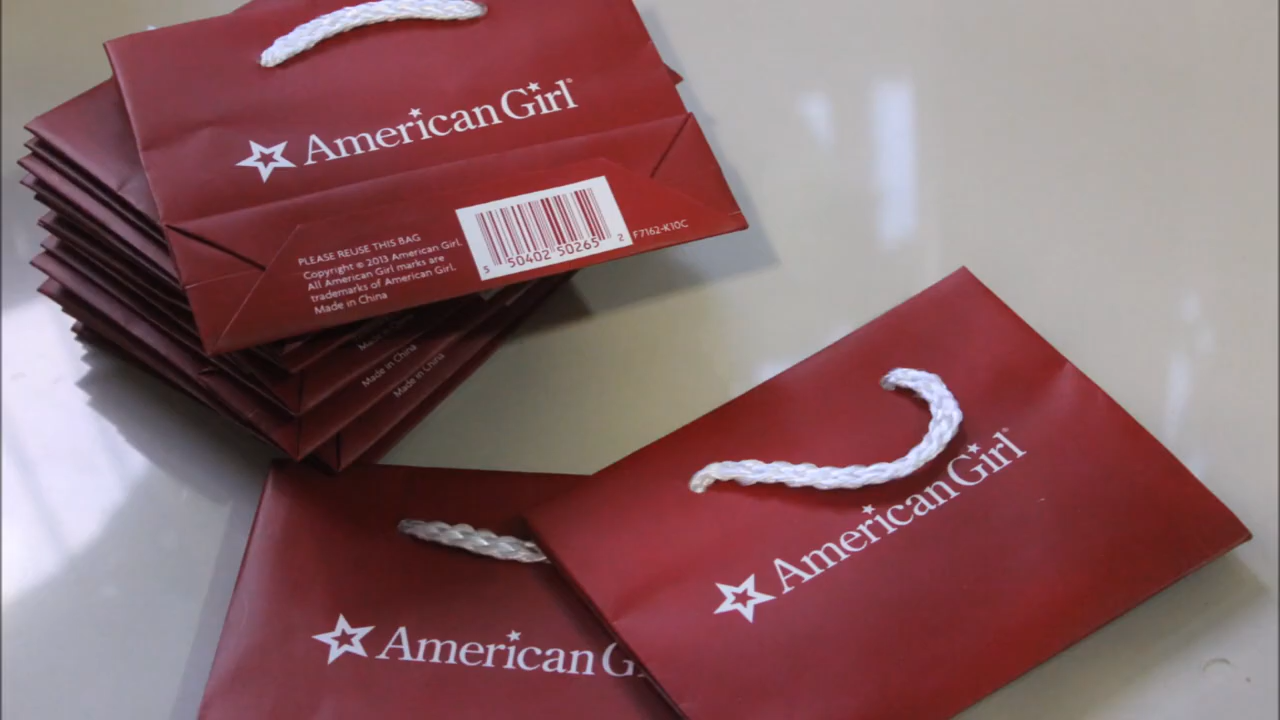 American Girl®
PLEASE REUSE THIS BAG
Copyright © 2013 American Girl.
All American Girl marks are
trademarks of American Girl.
Made in China
5 50402 50265 2
F7162-K10C
Made in China
Made in China
Made in China
American Girl®
American G